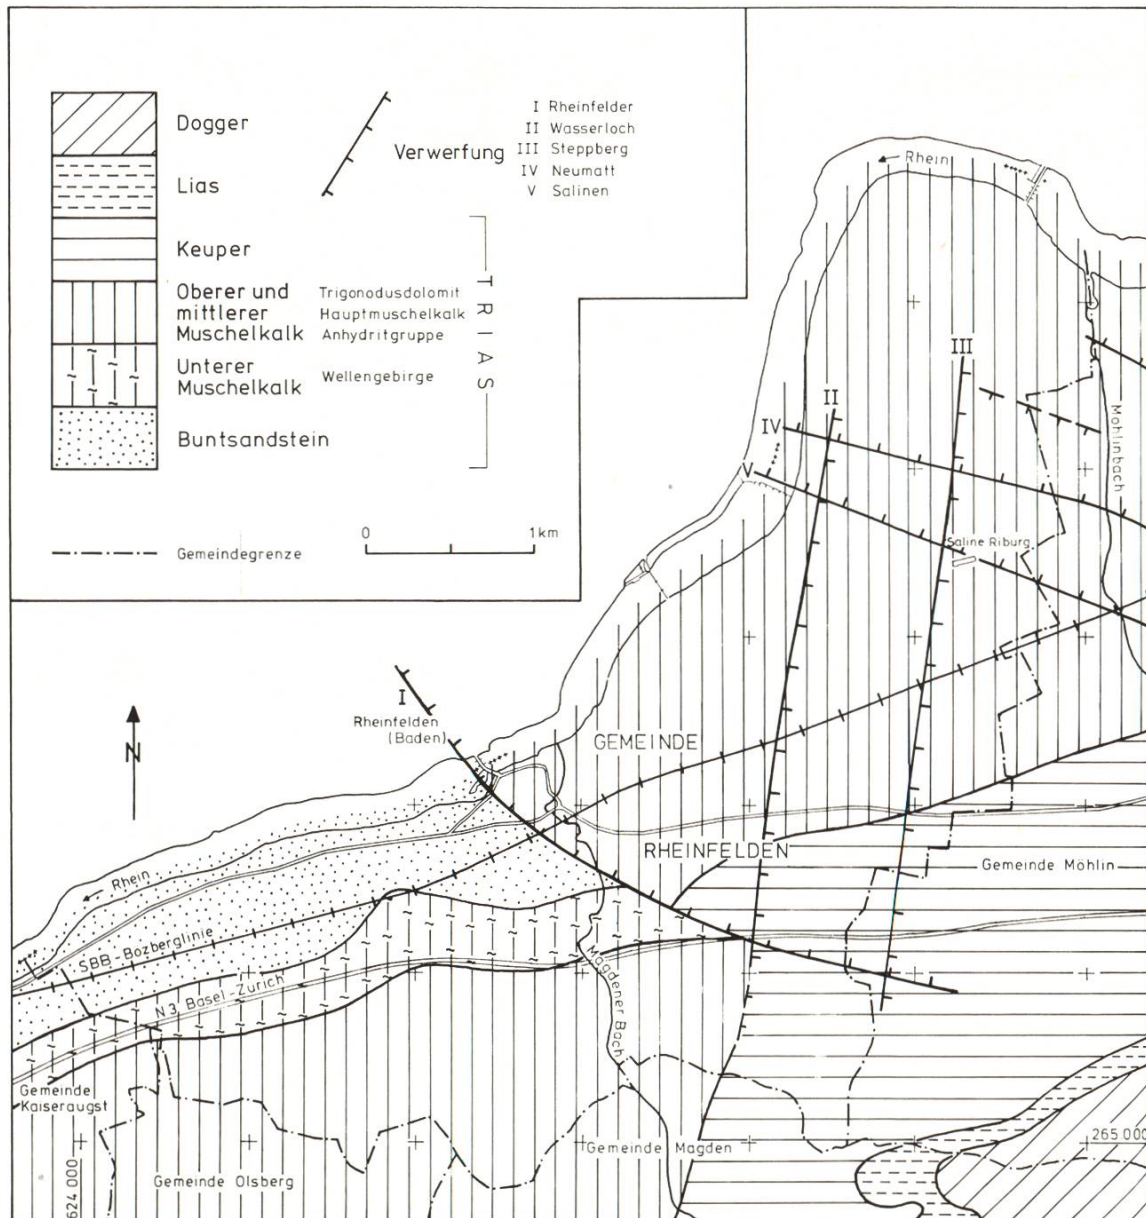 Dogger
Lias
Keuper
Oberer und
mittlerer
Muschelkalk
Trigonodusdolomit
Hauptmuschelkalk
Anhydritgruppe
Unterer
Muschelkalk
Wellengebirge
Buntsandstein
TRIAS
Verwerfung
I Rheinfelder
II Wasserloch
III Steppberg
IV Neumatt
V Salinen
Gemeindegrenze
0 1km
Rhein
III
II
IV
V
Möhlinbach
Saline Riburg
I
Rheinfelden
(Baden)
N
GEMEINDE
RHEINFELDEN
Gemeinde Möhlin
Rhein
SBB-Bözberglinie
N3 Basel-Zürich
Magdener Bach
Gemeinde
Kaiseraugst
Gemeinde Magden
265 000
Gemeinde Olsberg
624 000